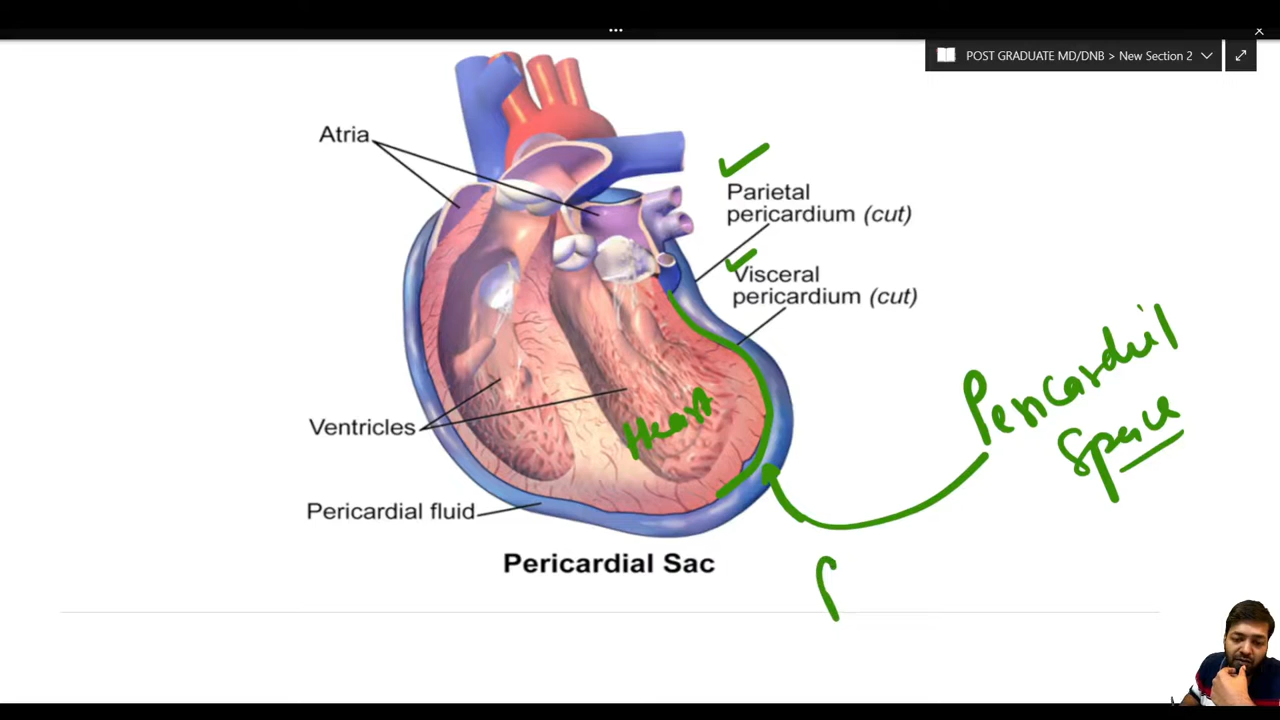 ...
POST GRADUATE MD/DNB > New Section 2
Atria
Parietal
pericardium (cut)
Visceral
pericardium (cut)
Pericardial
Space
Heart
Ventricles
Pericardial fluid
Pericardial Sac